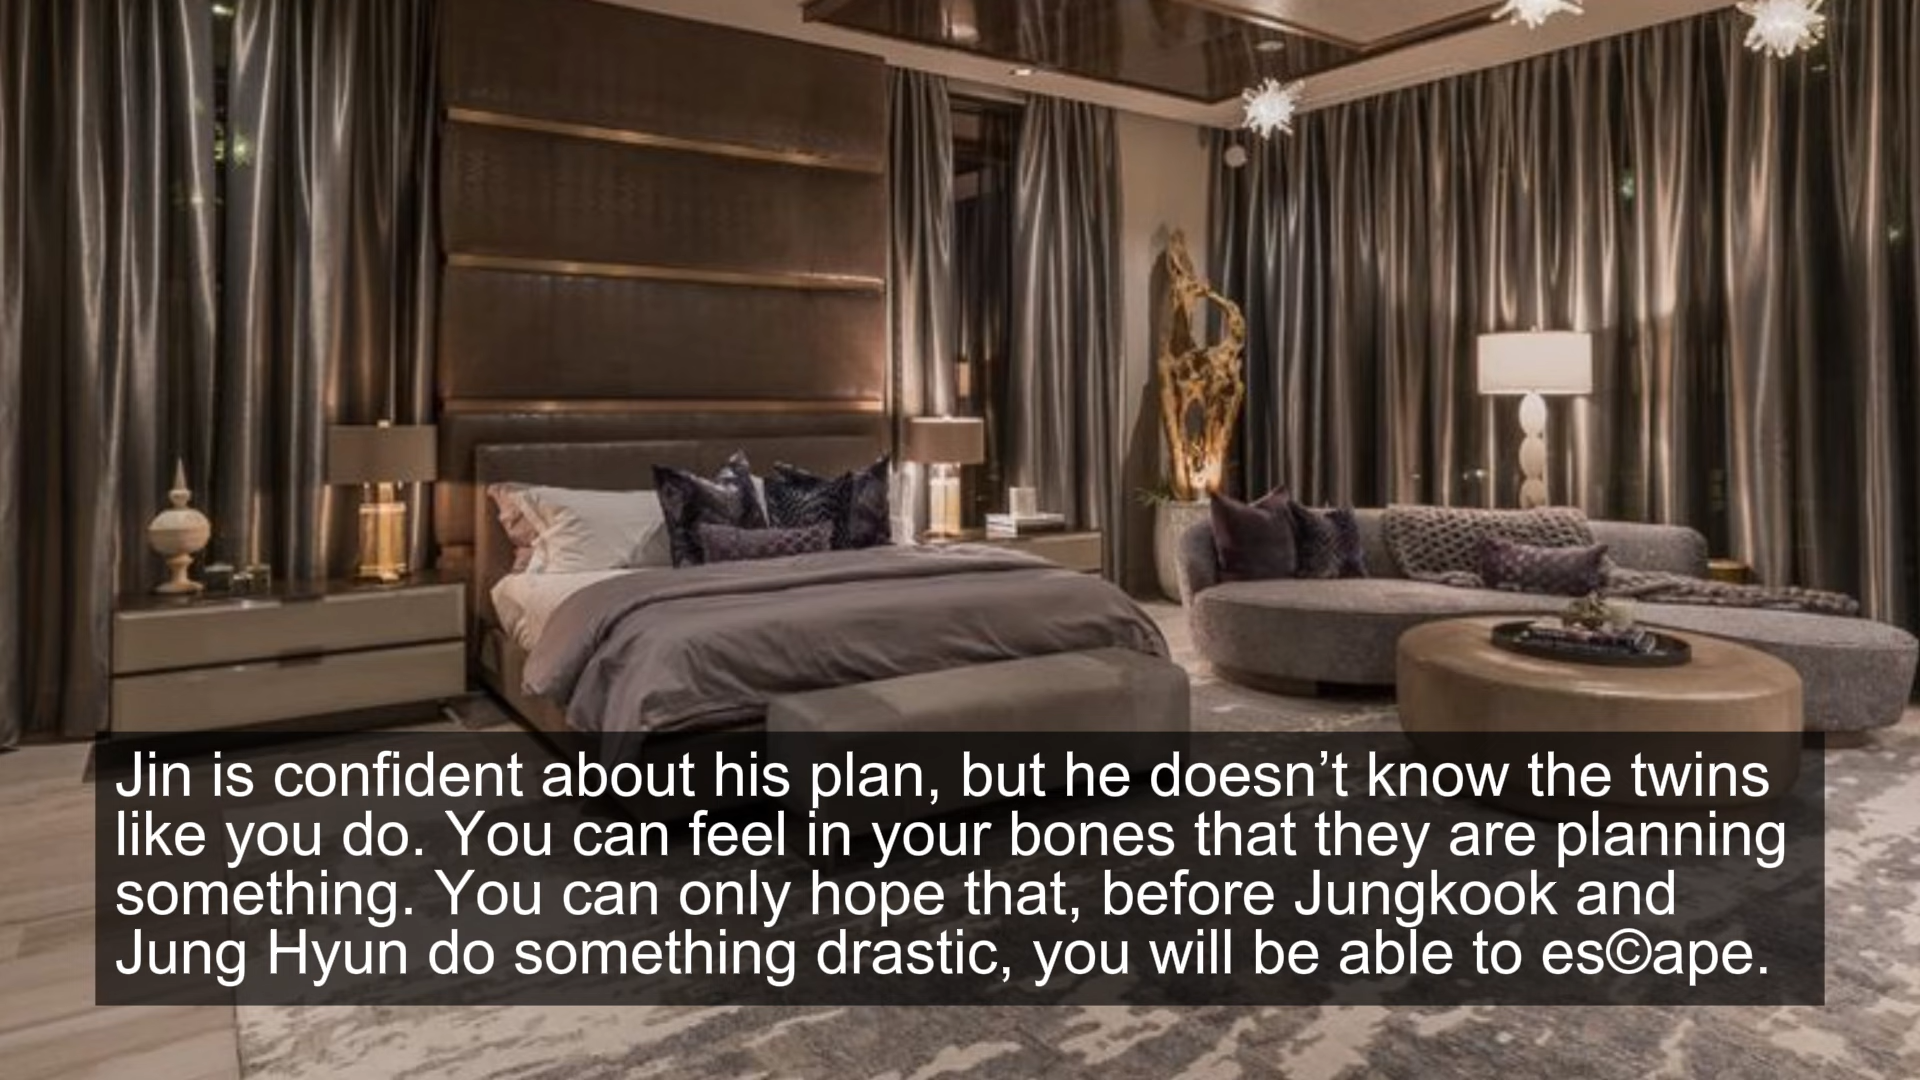 Jin is confident about his plan, but he doesn’t know the twins
like you do. You can feel in your bones that they are planning
something. You can only hope that, before Jungkook and
Jung Hyun do something drastic, you will be able to es©ape.